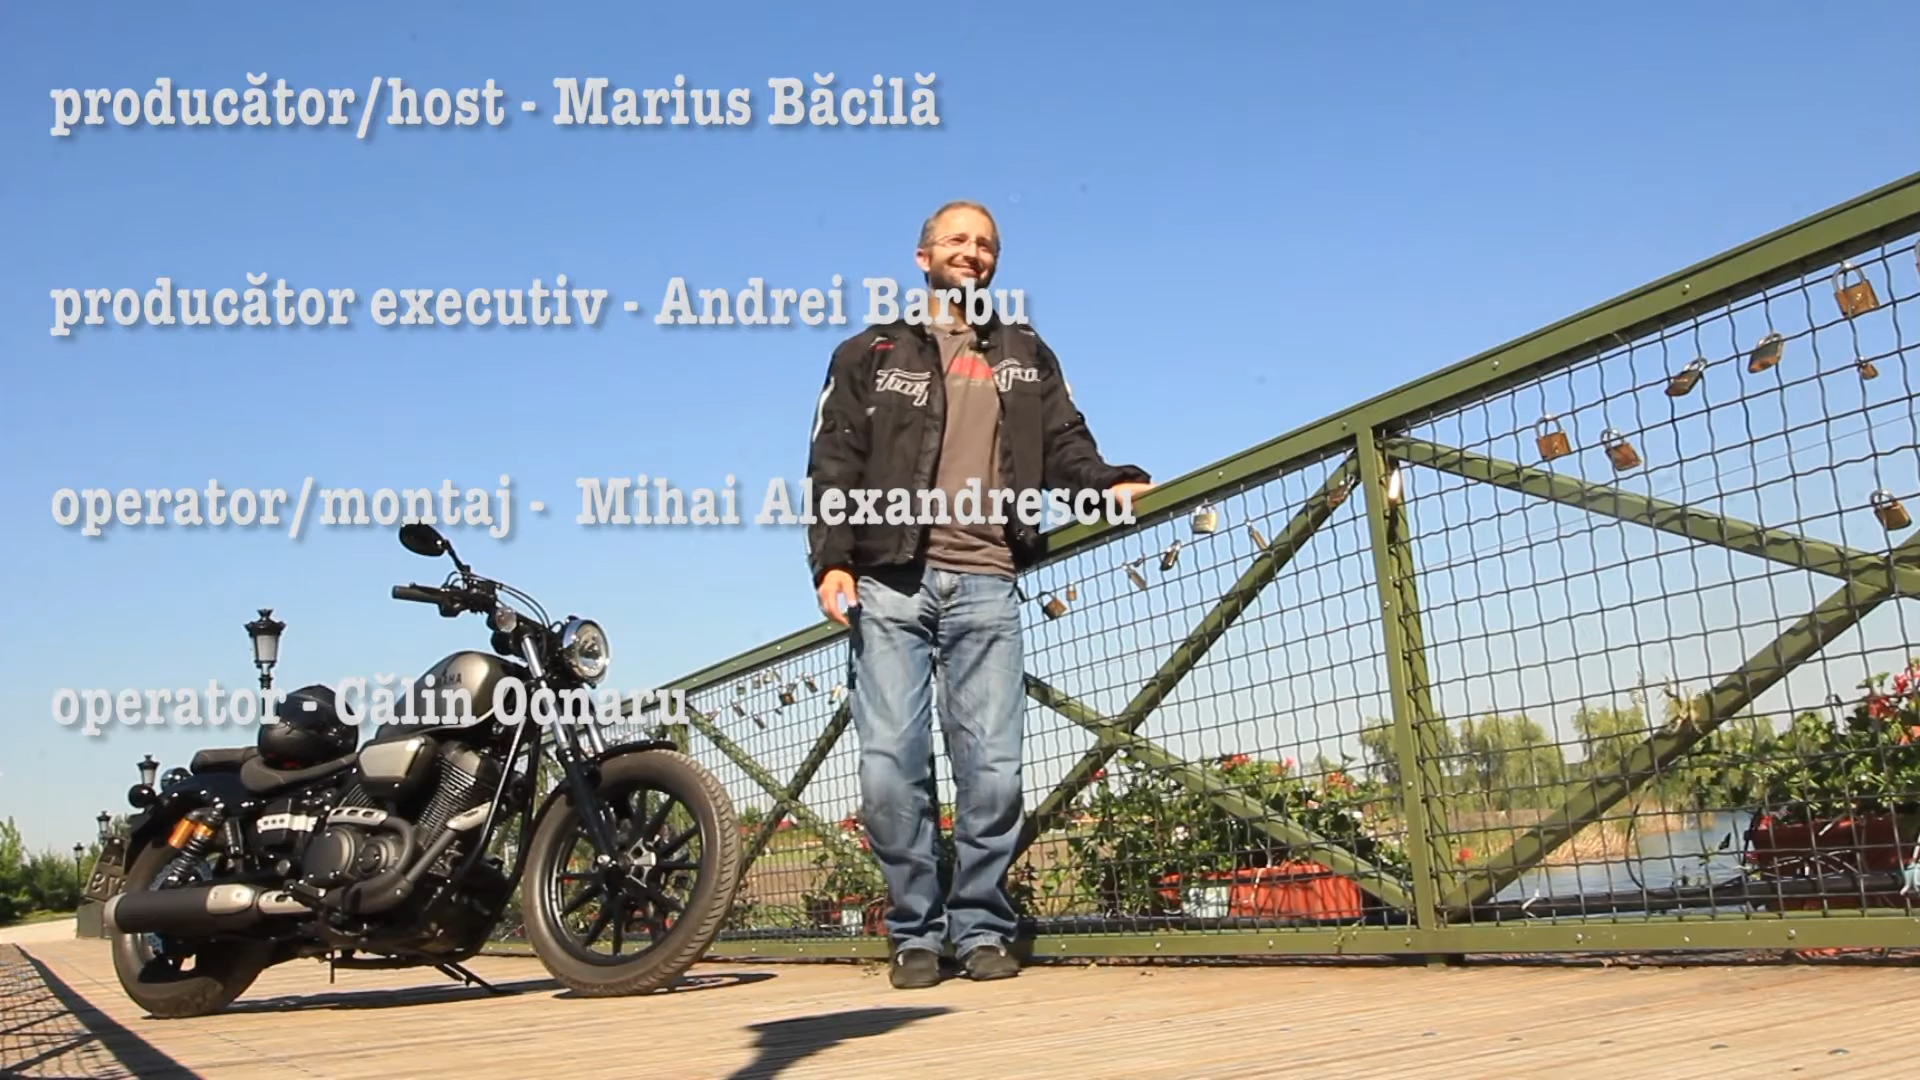 producător/host - Marius Băcilă
producător executiv - Andrei Barbu
operator/montaj - Mihai Alexandrescu
operator - Călin Ocnaru